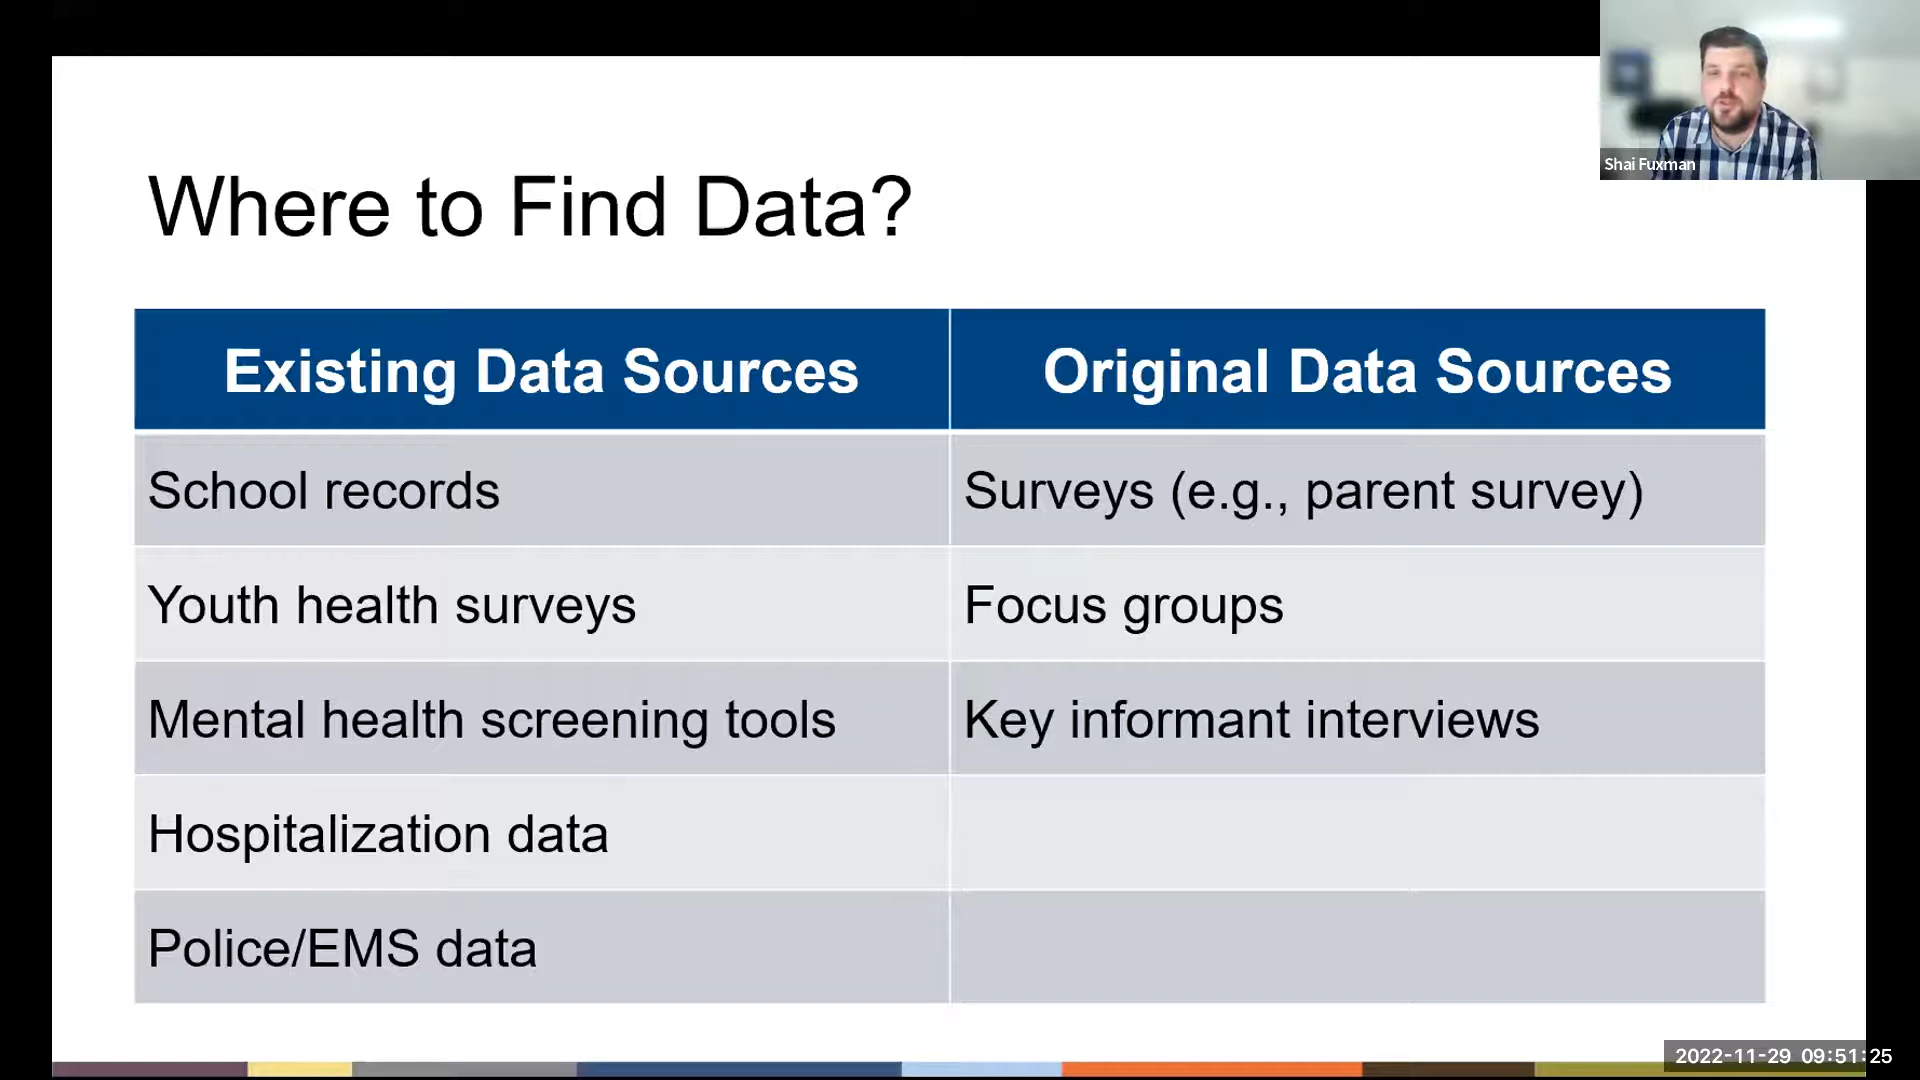 Shai Fuxman
Where to Find Data?
Existing Data Sources
Original Data Sources
School records
Surveys (e.g., parent survey)
Youth health surveys
Focus groups
Mental health screening tools
Key informant interviews
Hospitalization data
Police/EMS data
2022-11-29 09:51:25